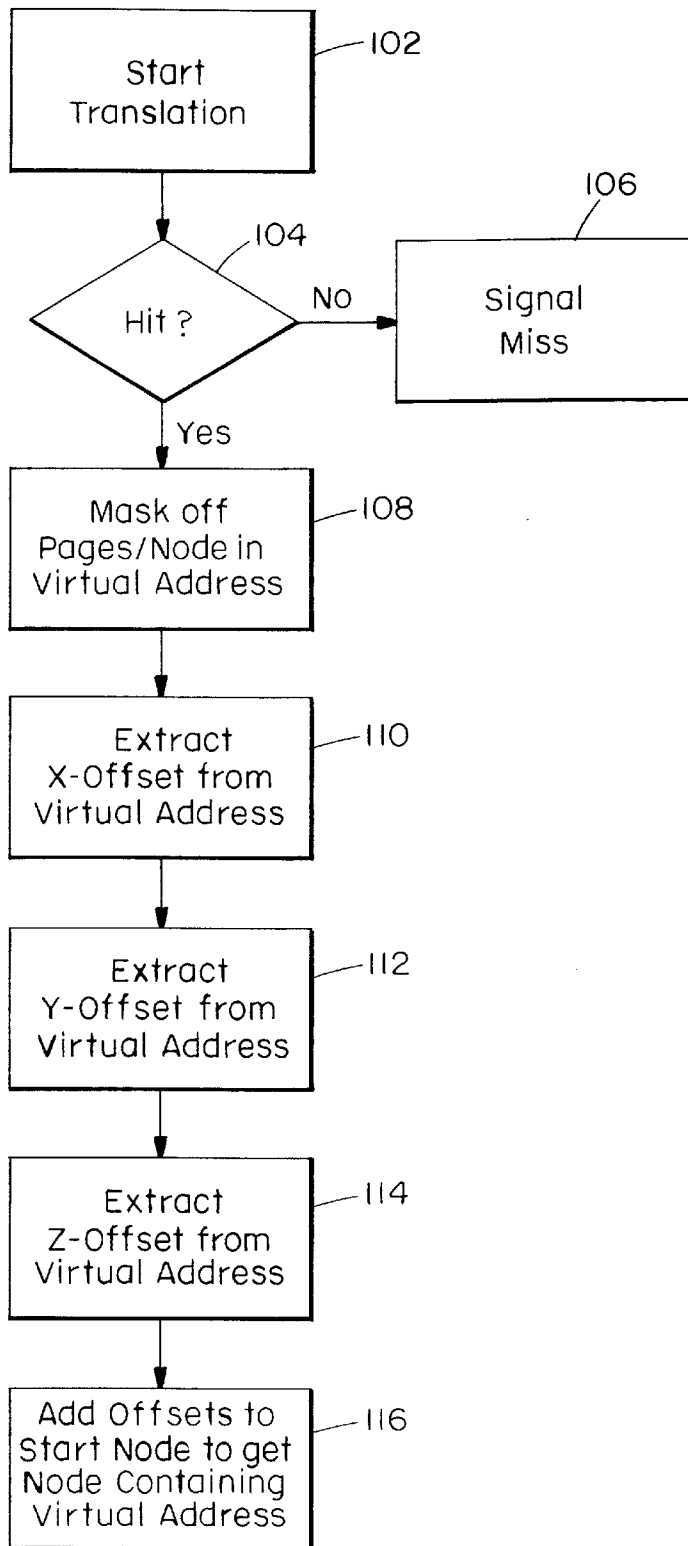 Start
Translation
102
Hit ?
104
No
Signal
Miss
106
Yes
Mask off
Pages/Node in
Virtual Address
108
Extract
X-Offset from
Virtual Address
110
Extract
Y-Offset from
Virtual Address
112
Extract
Z-Offset from
Virtual Address
114
Add Offsets to
Start Node to get
Node Containing
Virtual Address
116